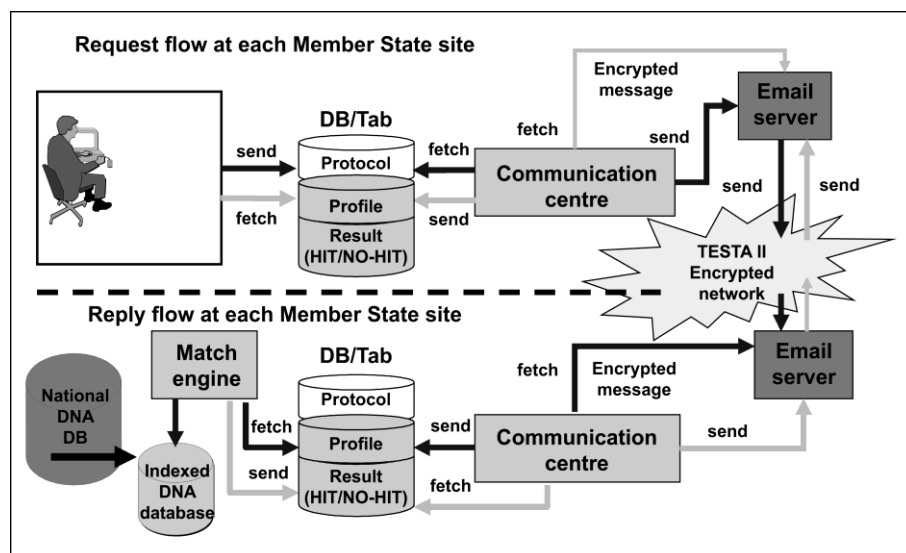 Request flow at each Member State site
DB/Tab
Protocol
Profile
Result
(HIT/NO-HIT)
send
fetch
fetch
send
Communication
centre
fetch
Encrypted
message
send
Email
server
send
send
TESTA II
Encrypted
network
Reply flow at each Member State site
National
DNA
DB
Match
engine
Indexed
DNA
database
fetch
send
DB/Tab
Protocol
Profile
Result
(HIT/NO-HIT)
send
fetch
Communication
centre
fetch
Encrypted
message
send
Email
server